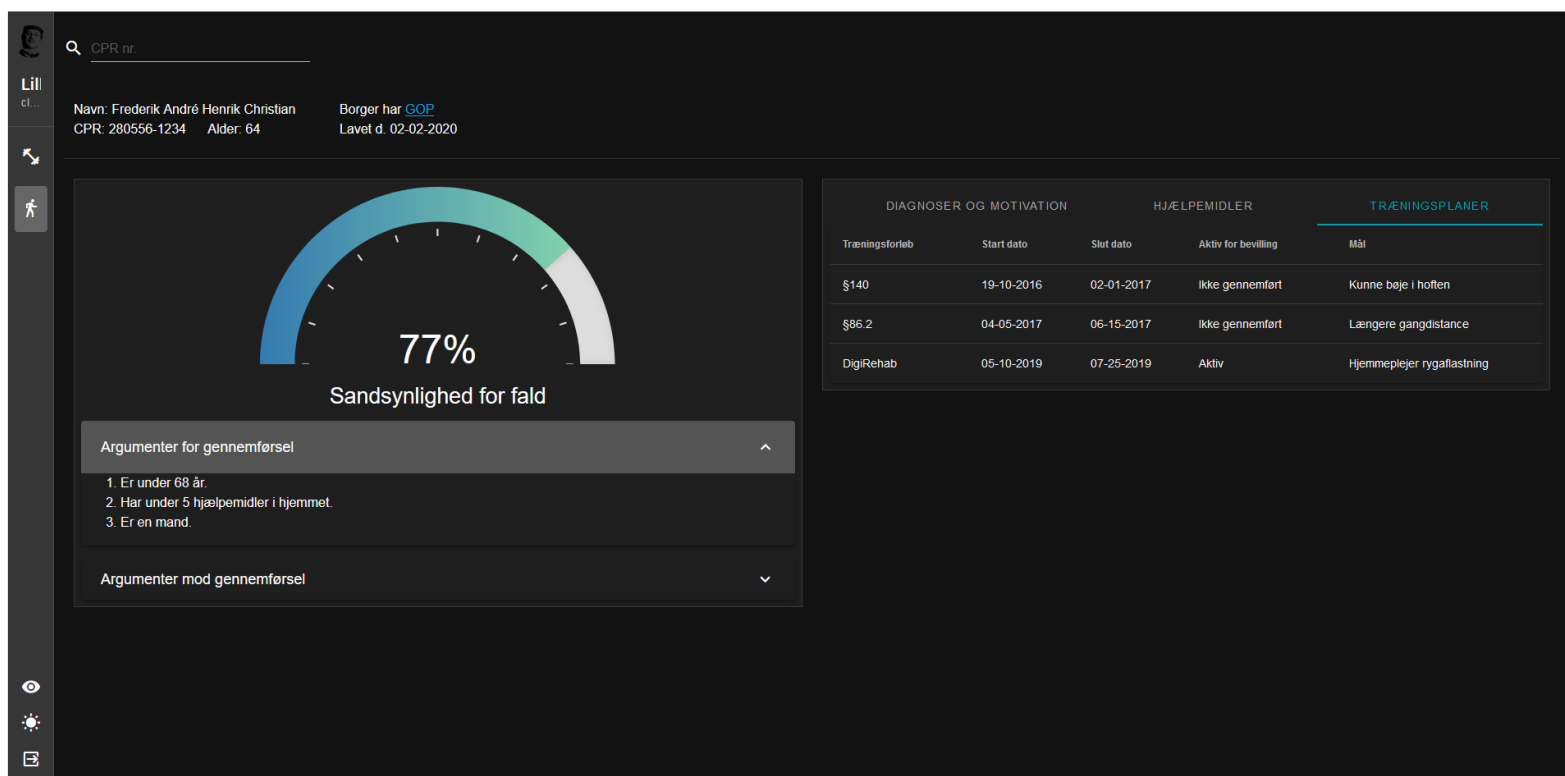 CPR nr.
Lill
cl...
Navn: Frederik André Henrik Christian
CPR: 280556-1234 Alder: 64
Borger har GOP
Lavet d. 02-02-2020
77%
Sandsynlighed for fald
Argumenter for gennemførsel
1. Er under 68 år.
2. Har under 5 hjælpemidler i hjemmet.
3. Er en mand.
Argumenter mod gennemførsel
DIAGNOSER OG MOTIVATION HJÆLPEMIDLER TRÆNINGSPLANER
Træningsforløb Start dato Slut dato Aktiv for bevilling Mål
§140 19-10-2016 02-01-2017 Ikke gennemført Kunne bøje i hoften
§86.2 04-05-2017 06-15-2017 Ikke gennemført Længere gangdistance
DigiRehab 05-10-2019 07-25-2019 Aktiv Hjemmeplejer rygaflastning